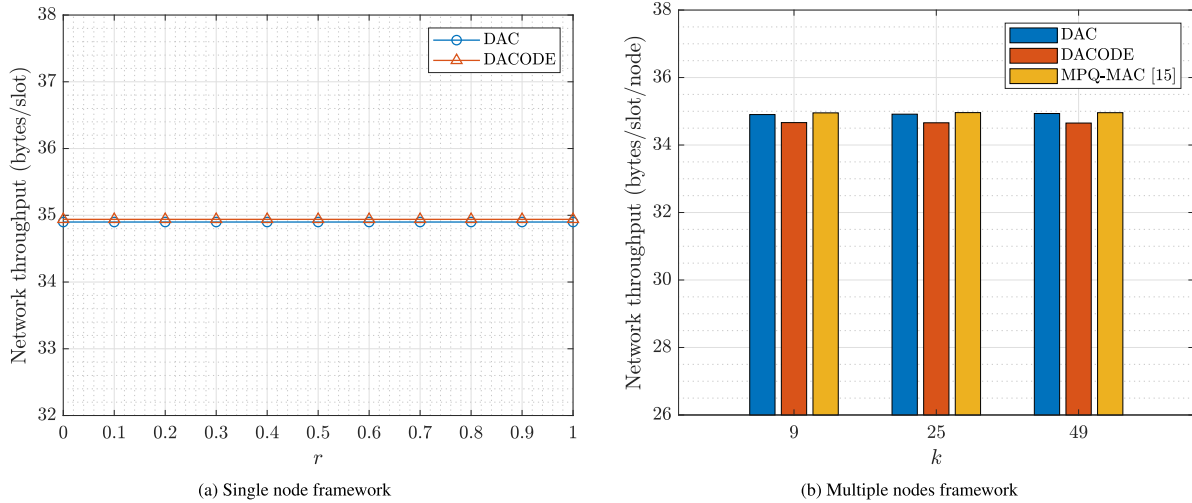 38
37
36
35
34
33
32
Network throughput (bytes/slot)
DAC
DACODE
0 0.1 0.2 0.3 0.4 0.5 0.6 0.7 0.8 0.9 1
r
(a) Single node framework
38
36
34
32
30
28
26
Network throughput (bytes/slot/node)
DAC
DACODE
MPQ-MAC [15]
9 25 49
k
(b) Multiple nodes framework